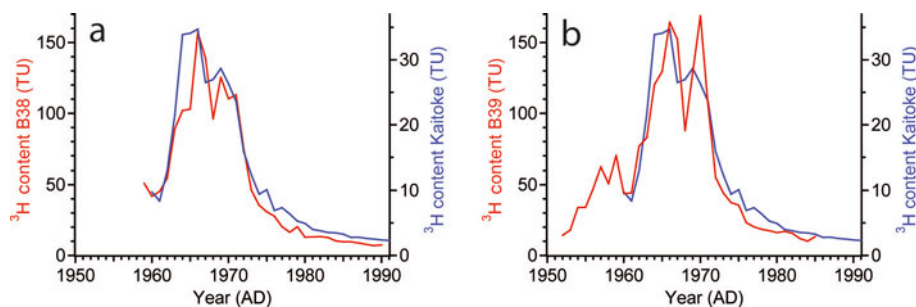 a
³H content B38 (TU)
150
100
50
0
30
20
10
0
³H content Kaitoke (TU)
1950 1960 1970 1980 1990
Year (AD)
b
³H content B39 (TU)
150
100
50
0
30
20
10
0
³H content Kaitoke (TU)
1950 1960 1970 1980 1990
Year (AD)